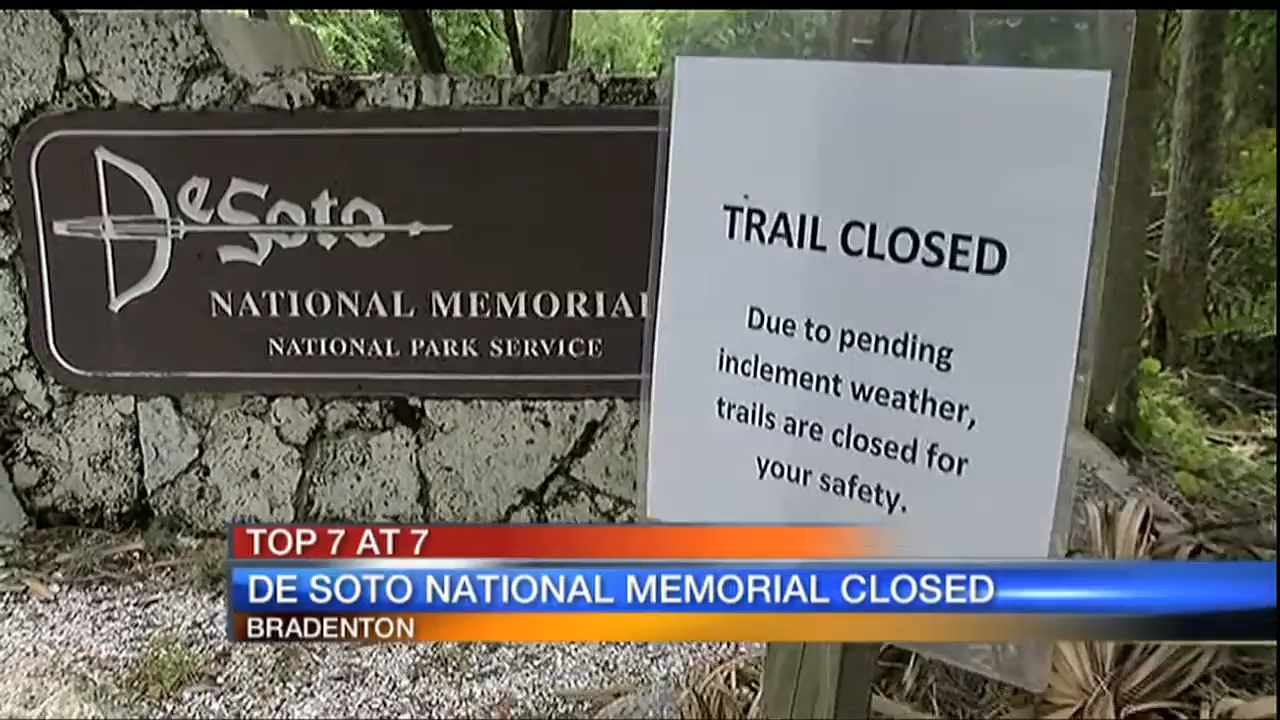 DeSoto
NATIONAL MEMORIAL
NATIONAL PARK SERVICE
TRAIL CLOSED
Due to pending
inclement weather,
trails are closed for
your safety.
TOP 7 AT 7
DE SOTO NATIONAL MEMORIAL CLOSED
BRADENTON